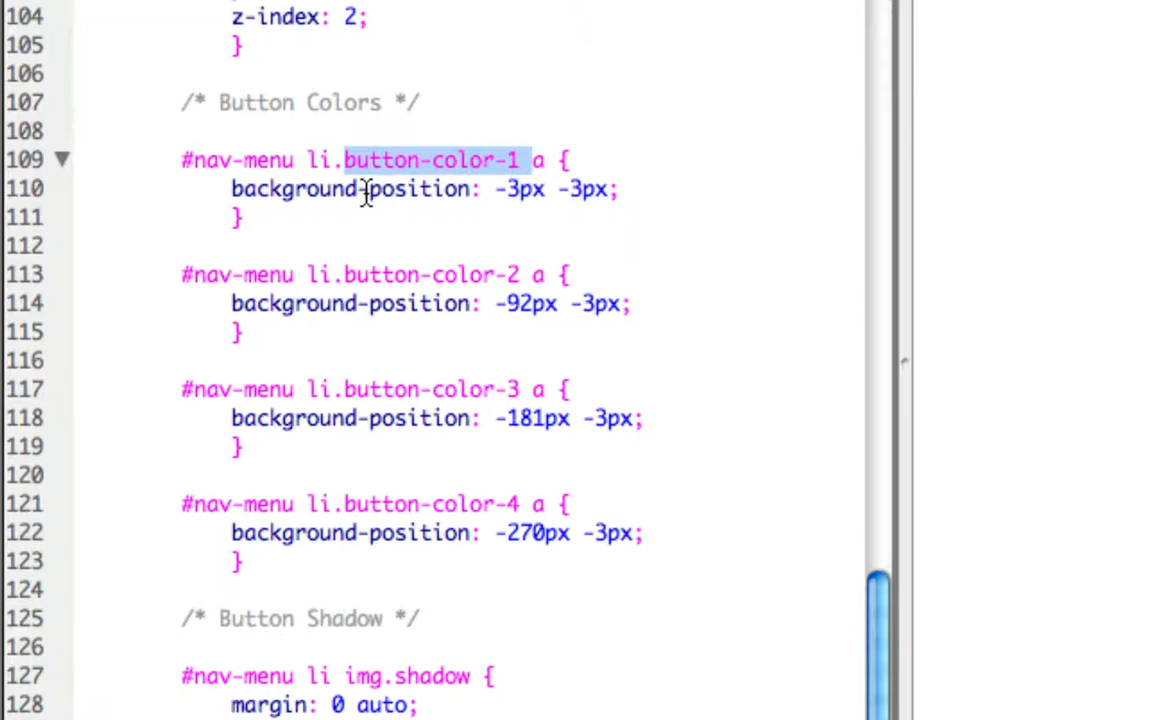 104 z-index: 2;
105 }
106
107 /* Button Colors */
108
109 #nav-menu li.button-color-1 a {
110 background-position: -3px -3px;
111 }
112
113 #nav-menu li.button-color-2 a {
114 background-position: -92px -3px;
115 }
116
117 #nav-menu li.button-color-3 a {
118 background-position: -181px -3px;
119 }
120
121 #nav-menu li.button-color-4 a {
122 background-position: -270px -3px;
123 }
124
125 /* Button Shadow */
126
127 #nav-menu li img.shadow {
128 margin: 0 auto;